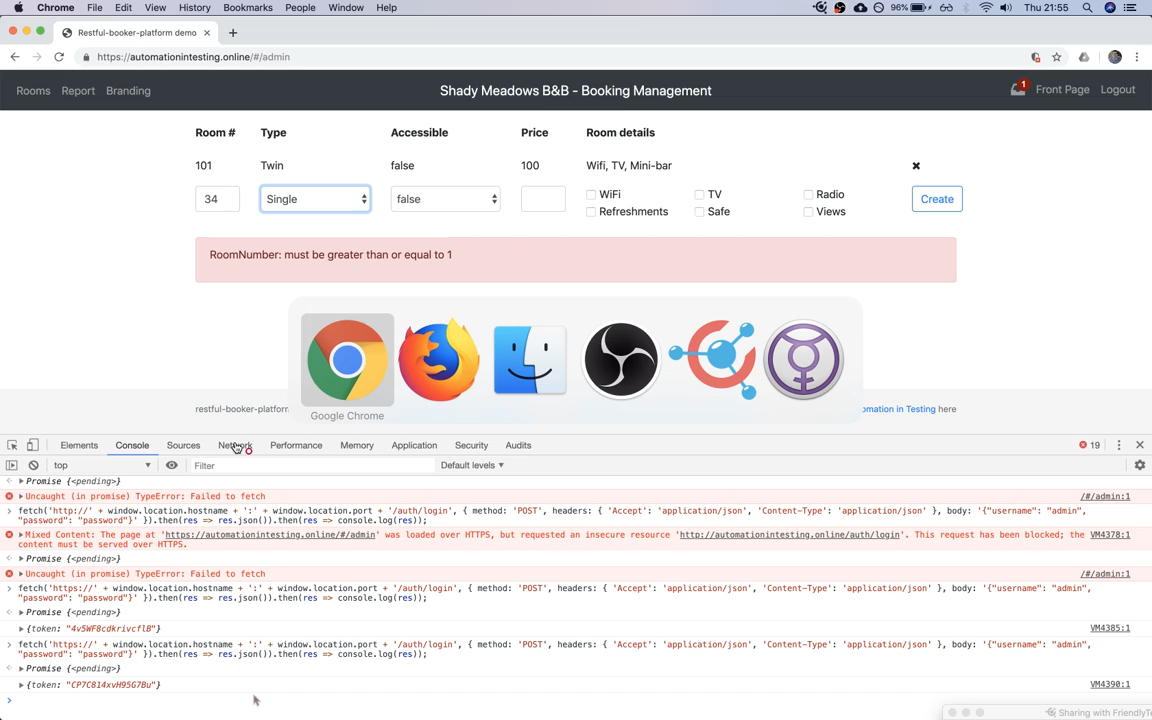 Chrome File Edit View History Bookmarks People Window Help 96% Thu 21:55
Restful-booker-platform demo
https://automationintesting.online/#/admin
Rooms Report Branding Shady Meadows B&B - Booking Management 1 Front Page Logout
Room # Type Accessible Price Room details
101 Twin false 100 Wifi, TV, Mini-bar
34 Single false WiFi TV Radio Create
Refreshments Safe Views
RoomNumber: must be greater than or equal to 1
Google Chrome
restful-booker-platfor omation in Testing here
Elements Console Sources Network Performance Memory Application Security Audits 19
top Filter Default levels
Promise {<pending>}
Uncaught (in promise) TypeError: Failed to fetch /#/admin:1
fetch('http://' + window.location.hostname + ':' + window.location.port + '/auth/login', { method: 'POST', headers: { 'Accept': 'application/json', 'Content-Type': 'application/json' }, body: '{"username": "admin",
"password": "password"}' }).then(res => res.json()).then(res => console.log(res));
Mixed Content: The page at 'https://automationintesting.online/#/admin' was loaded over HTTPS, but requested an insecure resource 'http://automationintesting.online/auth/login'. This request has been blocked; the VM4378:1
content must be served over HTTPS.
Promise {<pending>}
Uncaught (in promise) TypeError: Failed to fetch /#/admin:1
fetch('https://' + window.location.hostname + ':' + window.location.port + '/auth/login', { method: 'POST', headers: { 'Accept': 'application/json', 'Content-Type': 'application/json' }, body: '{"username": "admin",
"password": "password"}' }).then(res => res.json()).then(res => console.log(res));
Promise {<pending>}
{token: "4v5WF8cdkrivcflB"} VM4385:1
fetch('https://' + window.location.hostname + ':' + window.location.port + '/auth/login', { method: 'POST', headers: { 'Accept': 'application/json', 'Content-Type': 'application/json' }, body: '{"username": "admin",
"password": "password"}' }).then(res => res.json()).then(res => console.log(res));
Promise {<pending>}
{token: "CP7C814xvH95G7Bu"} VM4390:1
Sharing with FriendlyTe